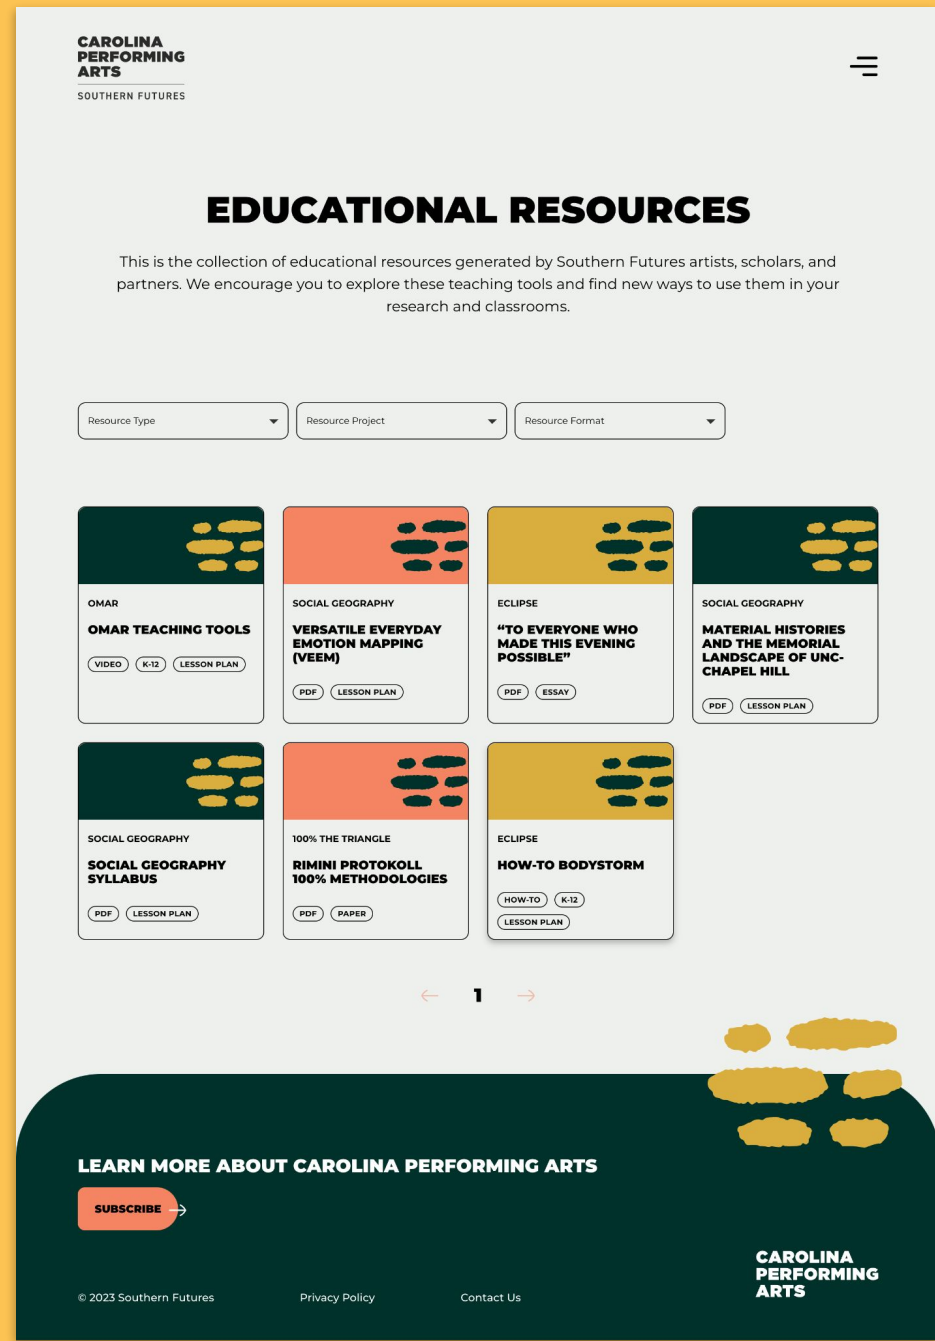 CAROLINA
PERFORMING
ARTS
SOUTHERN FUTURES
EDUCATIONAL RESOURCES
This is the collection of educational resources generated by Southern Futures artists, scholars, and
partners. We encourage you to explore these teaching tools and find new ways to use them in your
research and classrooms.
Resource Type
Resource Project
Resource Format
OMAR
OMAR TEACHING TOOLS
VIDEO
K-12
LESSON PLAN
SOCIAL GEOGRAPHY
VERSATILE EVERYDAY
EMOTION MAPPING
(VEEM)
PDF
LESSON PLAN
ECLIPSE
“TO EVERYONE WHO
MADE THIS EVENING
POSSIBLE”
PDF
ESSAY
SOCIAL GEOGRAPHY
MATERIAL HISTORIES
AND THE MEMORIAL
LANDSCAPE OF UNC-
CHAPEL HILL
PDF
LESSON PLAN
SOCIAL GEOGRAPHY
SOCIAL GEOGRAPHY
SYLLABUS
PDF
LESSON PLAN
100% THE TRIANGLE
RIMINI PROTOKOLL
100% METHODOLOGIES
PDF
PAPER
ECLIPSE
HOW-TO BODYSTORM
HOW-TO
K-12
LESSON PLAN
1
LEARN MORE ABOUT CAROLINA PERFORMING ARTS
SUBSCRIBE
CAROLINA
PERFORMING
ARTS
© 2023 Southern Futures
Privacy Policy
Contact Us